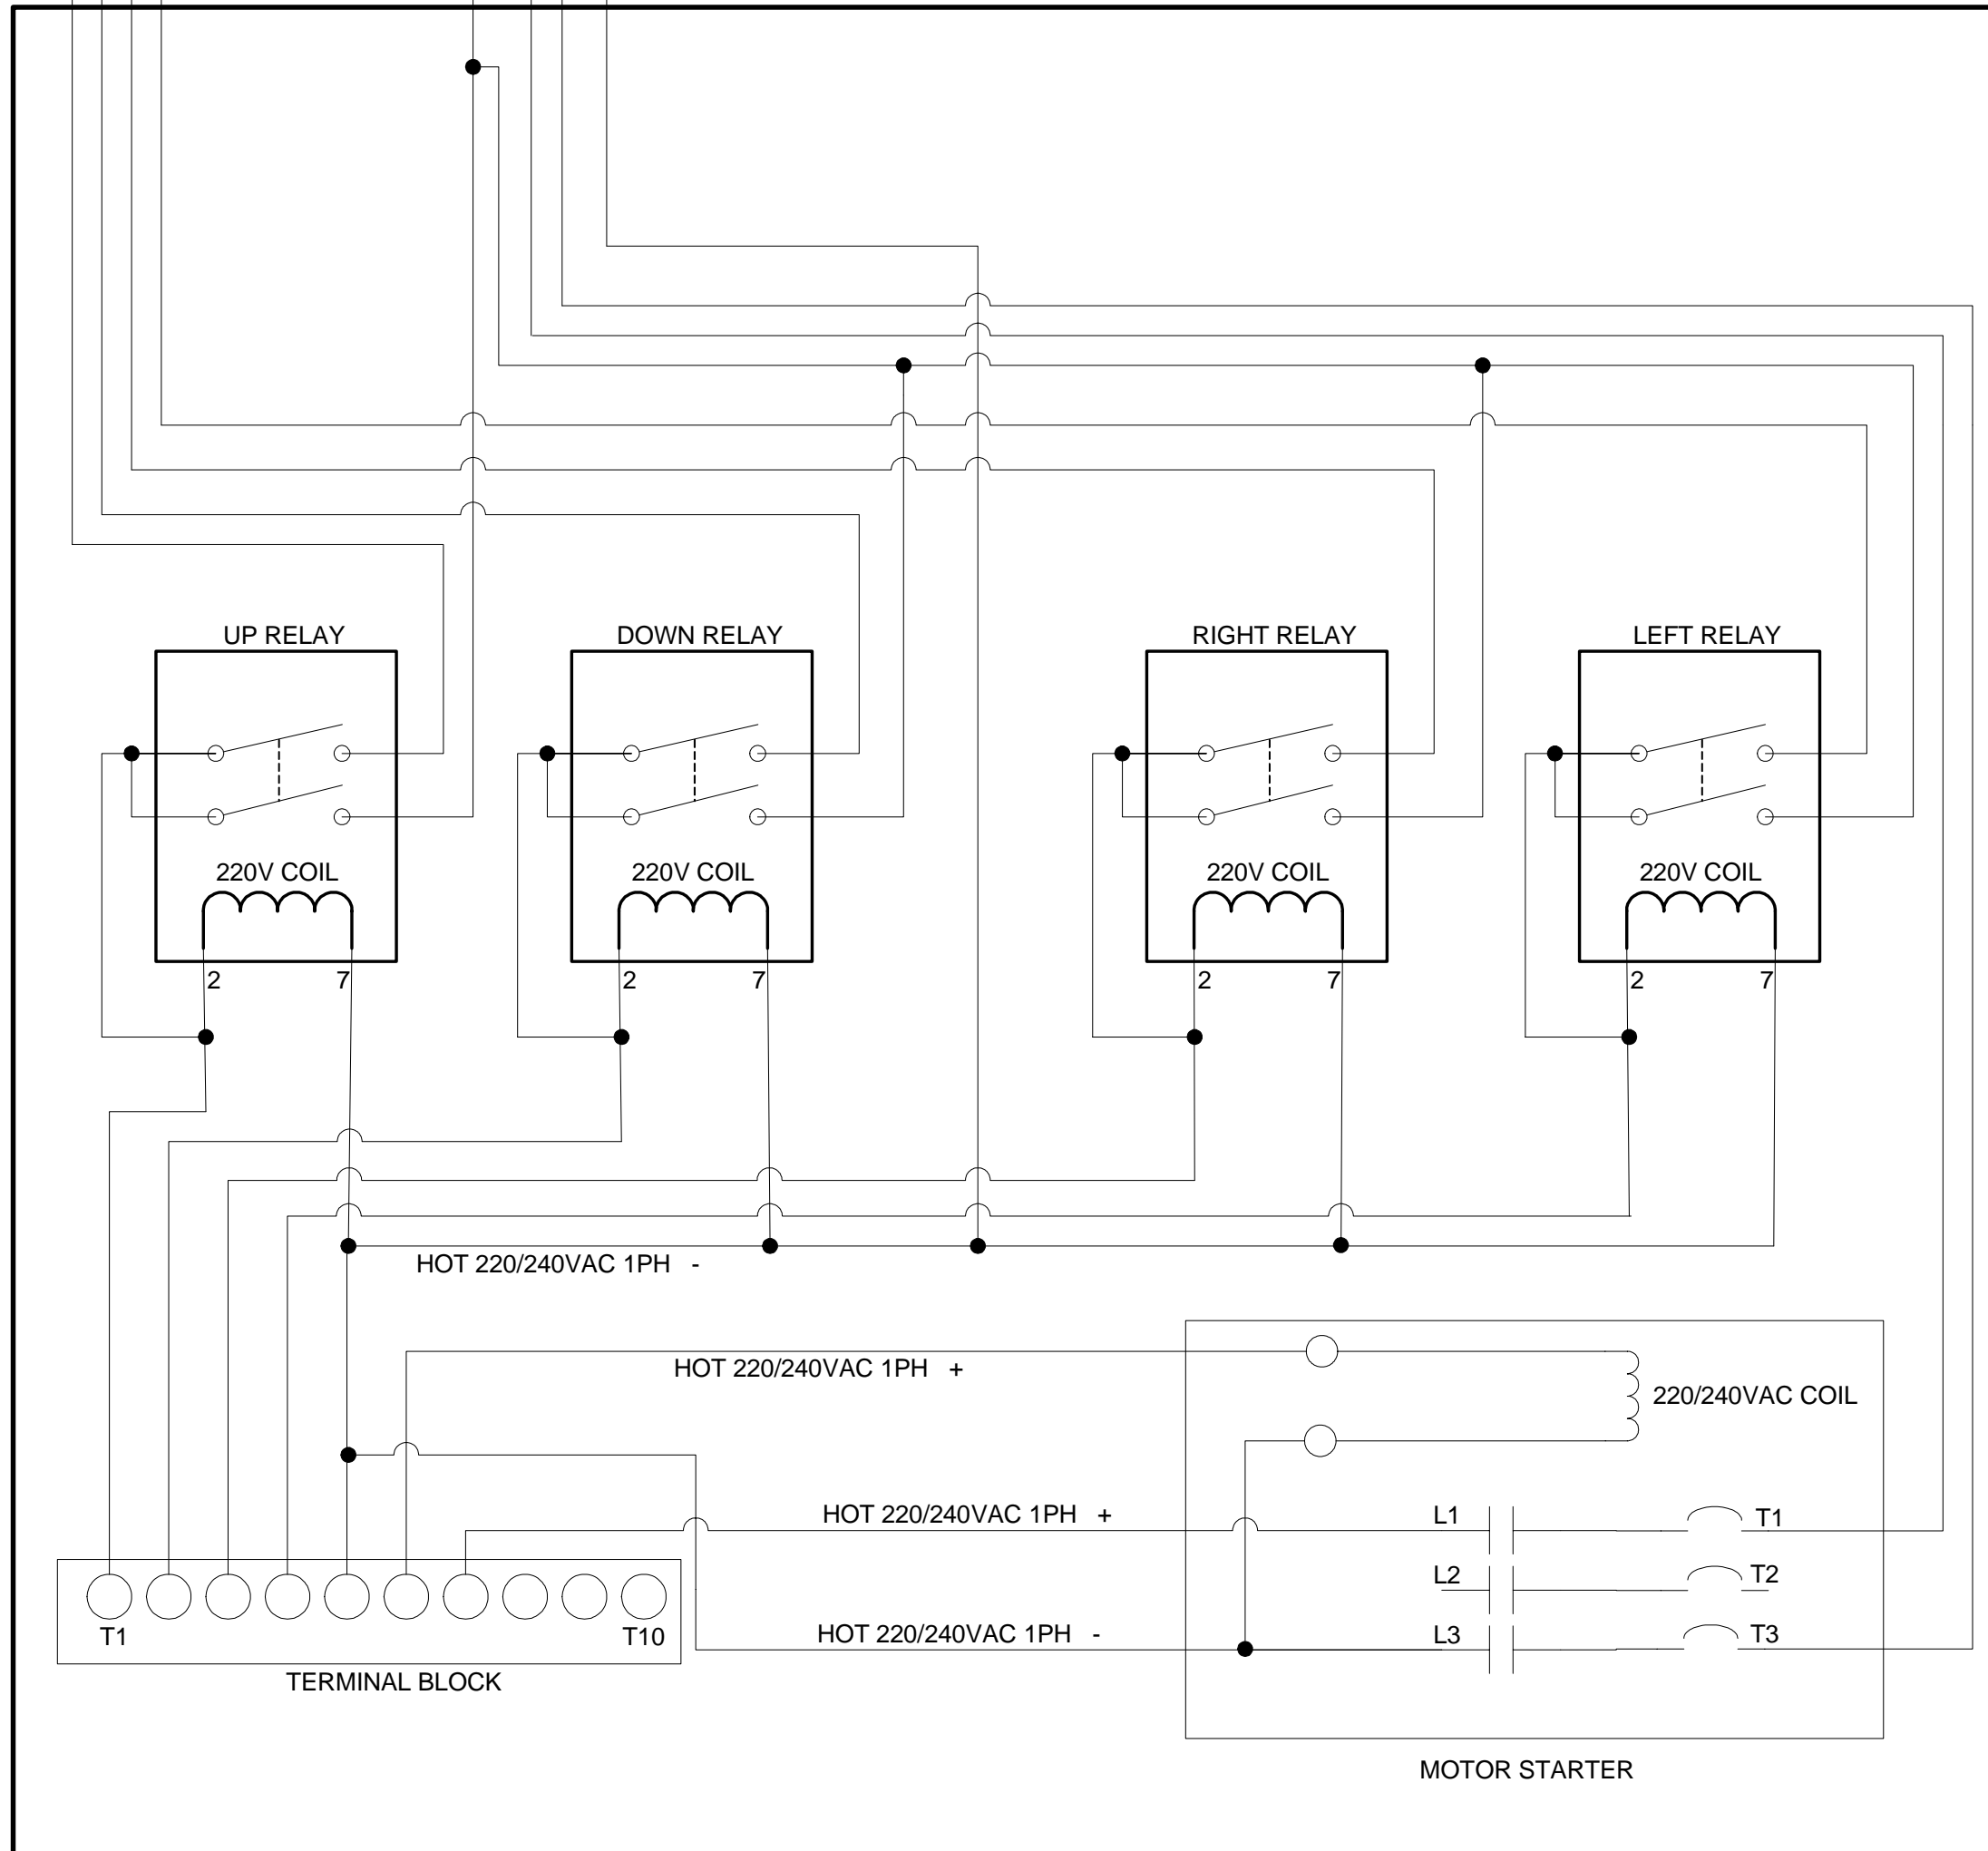 UP RELAY
DOWN RELAY
RIGHT RELAY
LEFT RELAY
220V COIL
220V COIL
220V COIL
220V COIL
2 7
2 7
2 7
2 7
HOT 220/240VAC 1PH -
HOT 220/240VAC 1PH +
220/240VAC COIL
HOT 220/240VAC 1PH +
L1
T1
L2
T2
HOT 220/240VAC 1PH -
L3
T3
T1
T10
TERMINAL BLOCK
MOTOR STARTER